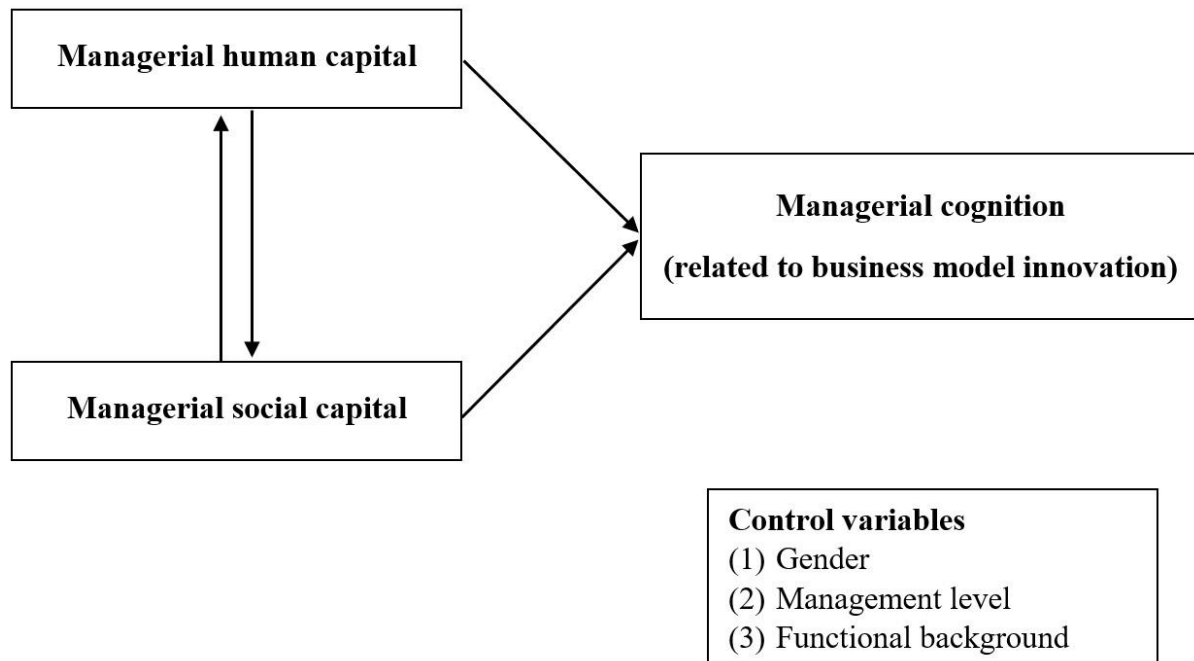 Managerial human capital
Managerial cognition
(related to business model innovation)
Managerial social capital
Control variables
(1) Gender
(2) Management level
(3) Functional background